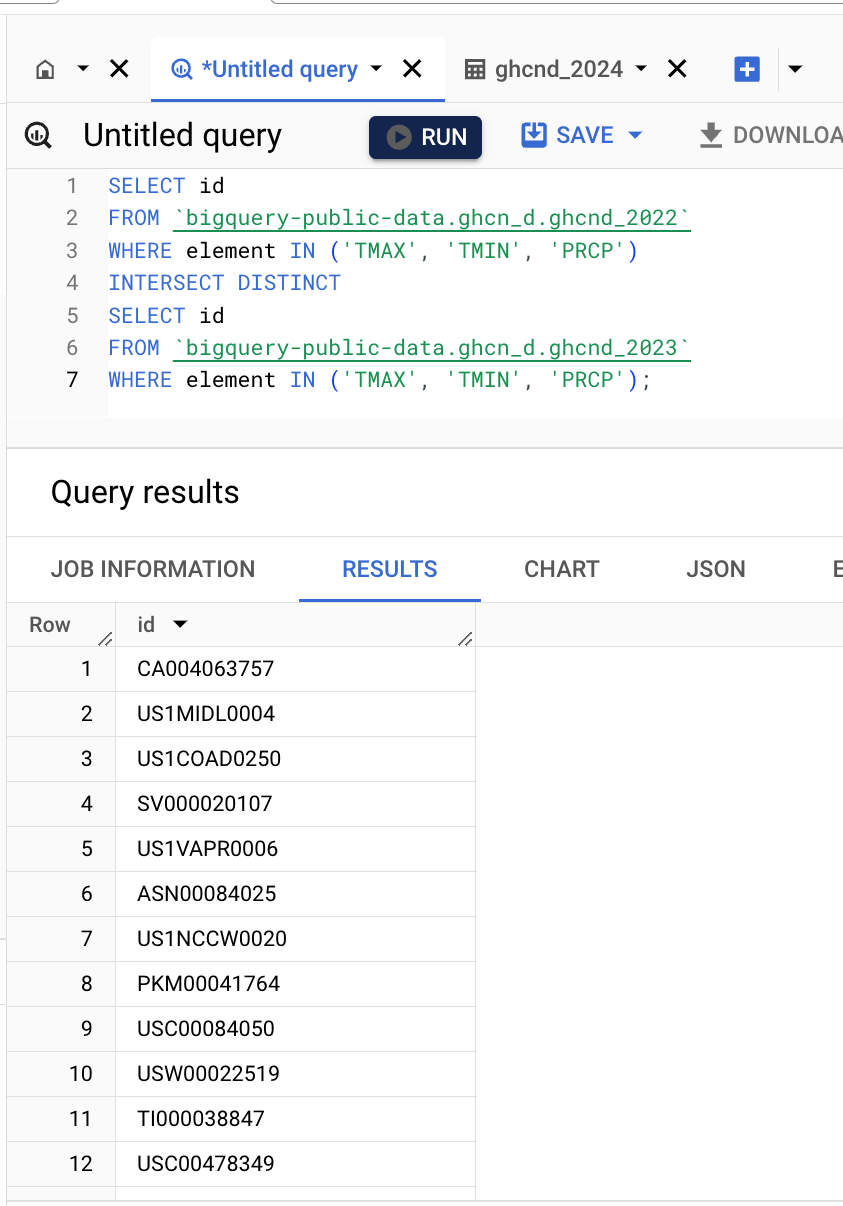 *Untitled query
ghcnd_2024
Untitled query
RUN
SAVE
DOWNLOA
1 SELECT id
2 FROM `bigquery-public-data.ghcn_d.ghcnd_2022`
3 WHERE element IN ('TMAX', 'TMIN', 'PRCP')
4 INTERSECT DISTINCT
5 SELECT id
6 FROM `bigquery-public-data.ghcn_d.ghcnd_2023`
7 WHERE element IN ('TMAX', 'TMIN', 'PRCP');
Query results
JOB INFORMATION RESULTS CHART JSON E
Row id
1 CA004063757
2 US1MIDL0004
3 US1COAD0250
4 SV000020107
5 US1VAPR0006
6 ASN00084025
7 US1NCCW0020
8 PKM00041764
9 USC00084050
10 USW00022519
11 TI000038847
12 USC00478349